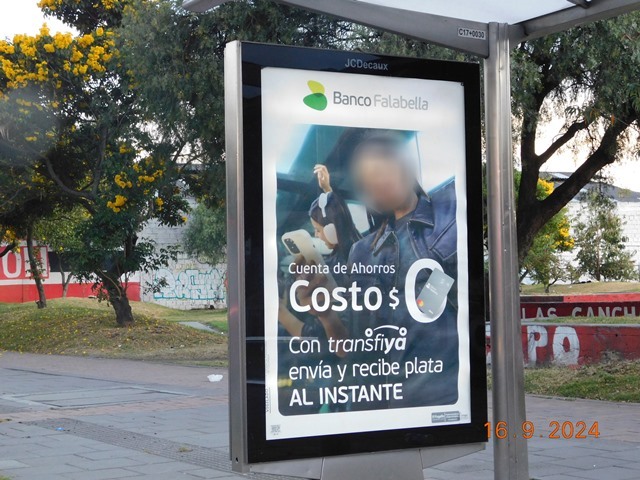 C17+0030
JCDecaux
Banco Falabella
Cuenta de Ahorros
Costo $0
Con transfiyá
envía y recibe plata
AL INSTANTE
LAS CANCH
PO
16.9.2024